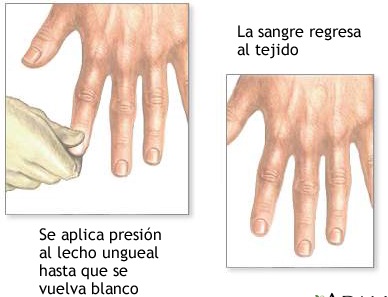 La sangre regresa
al tejido
Se aplica presión
al lecho ungueal
hasta que se
vuelva blanco